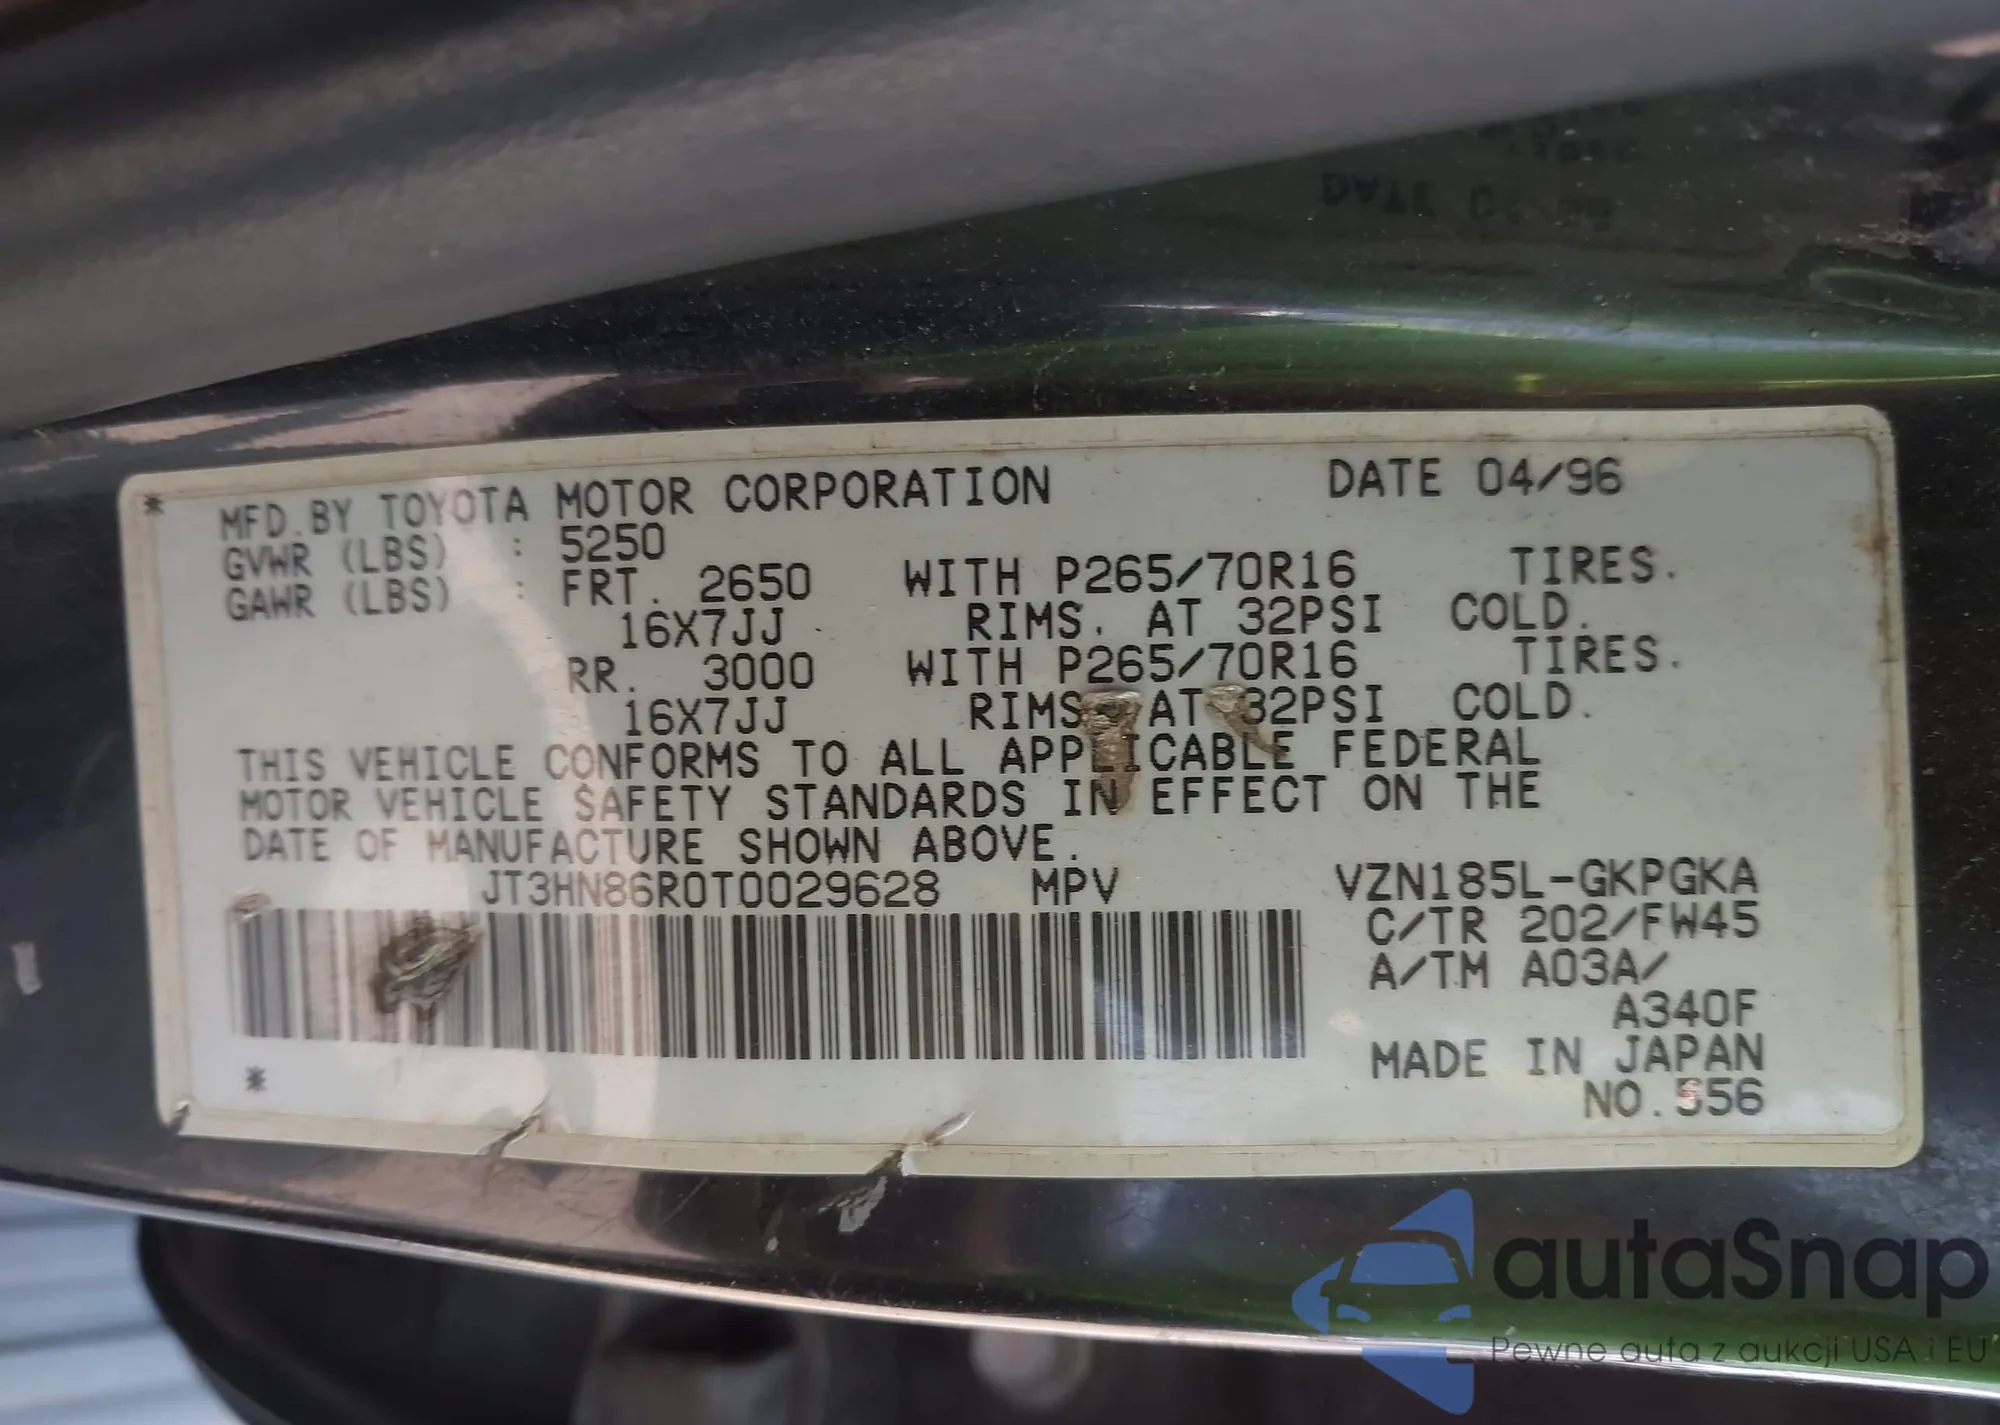 * MFD.BY TOYOTA MOTOR CORPORATION DATE 04/96
GVWR (LBS) : 5250
GAWR (LBS) : FRT. 2650 WITH P265/70R16 TIRES.
16X7JJ RIMS. AT 32PSI COLD.
RR. 3000 WITH P265/70R16 TIRES.
16X7JJ RIMS. AT 32PSI COLD.
THIS VEHICLE CONFORMS TO ALL APPLICABLE FEDERAL
MOTOR VEHICLE SAFETY STANDARDS IN EFFECT ON THE
DATE OF MANUFACTURE SHOWN ABOVE.
JT3HN86R0T0029628 MPV VZN185L-GKPGKA
C/TR 202/FW45
A/TM A03A/
A340F
MADE IN JAPAN
* NO.556
autaSnap
Pewne auta z aukcji USA i EU